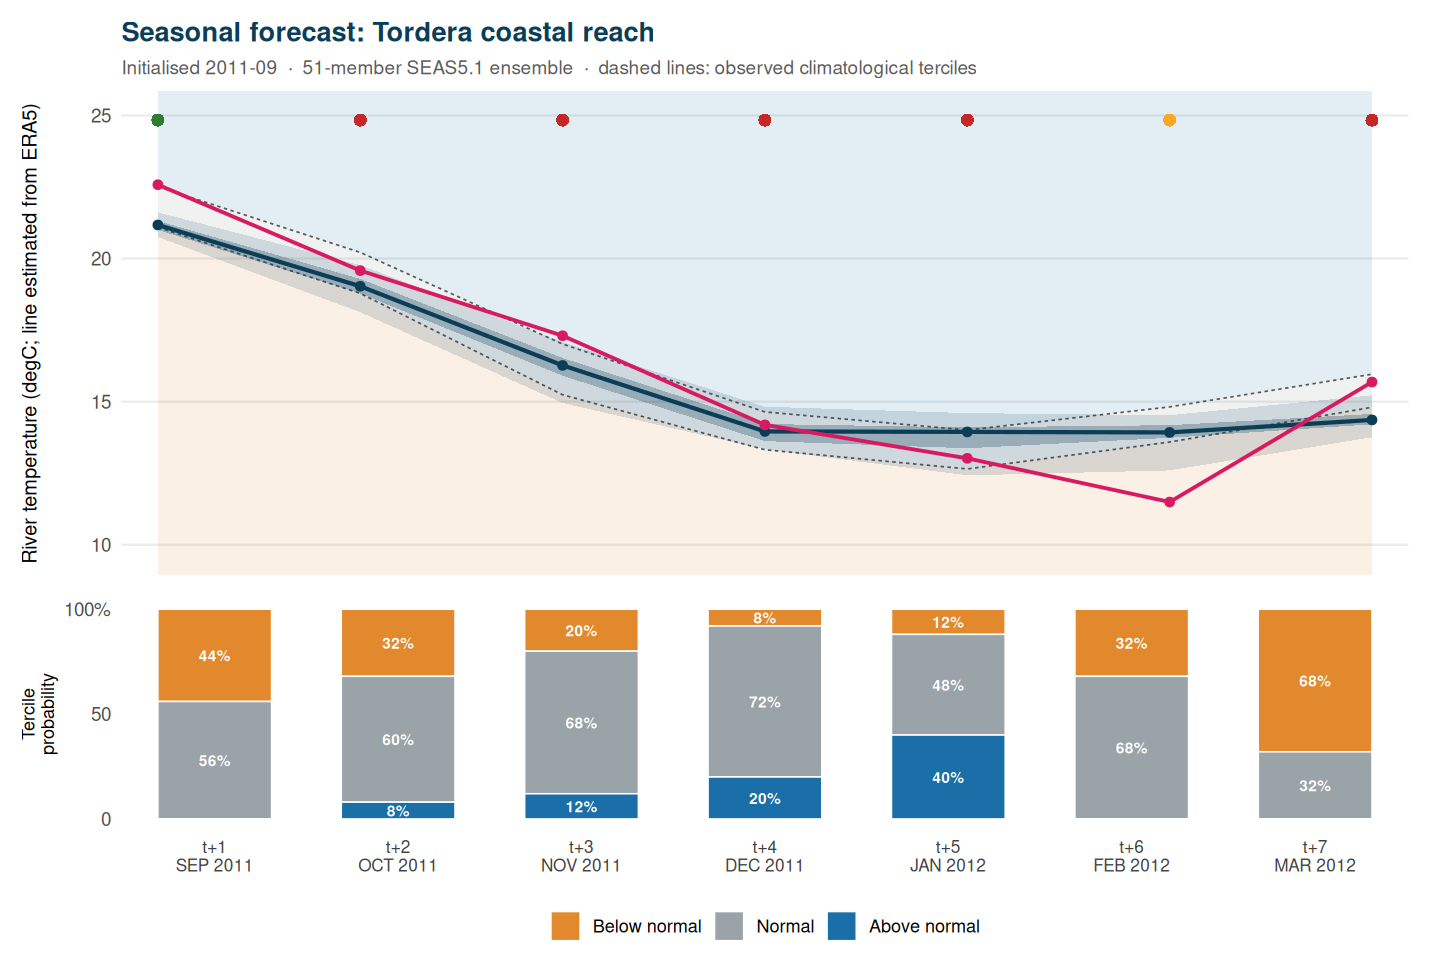 Seasonal forecast: Tordera coastal reach
Initialised 2011-09 · 51-member SEAS5.1 ensemble · dashed lines: observed climatological terciles
River temperature (degC; line estimated from ERA5)
25
20
15
10
Tercile
probability
100%
50
0
44%
56%
32%
60%
8%
20%
68%
12%
8%
72%
20%
12%
48%
40%
32%
68%
68%
32%
t+1
SEP 2011
t+2
OCT 2011
t+3
NOV 2011
t+4
DEC 2011
t+5
JAN 2012
t+6
FEB 2012
t+7
MAR 2012
Below normal
Normal
Above normal